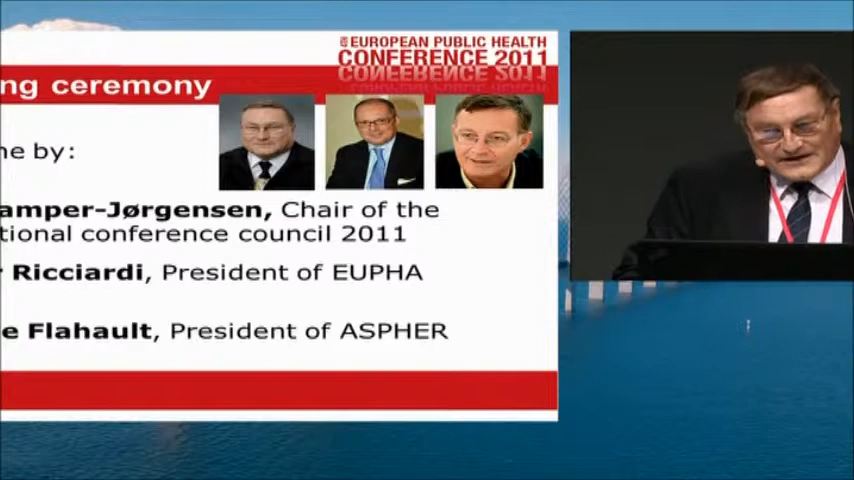 EUROPEAN PUBLIC HEALTH
CONFERENCE 2011
ng ceremony
ne by:
amper-Jørgensen, Chair of the
tional conference council 2011
r Ricciardi, President of EUPHA
e Flahault, President of ASPHER